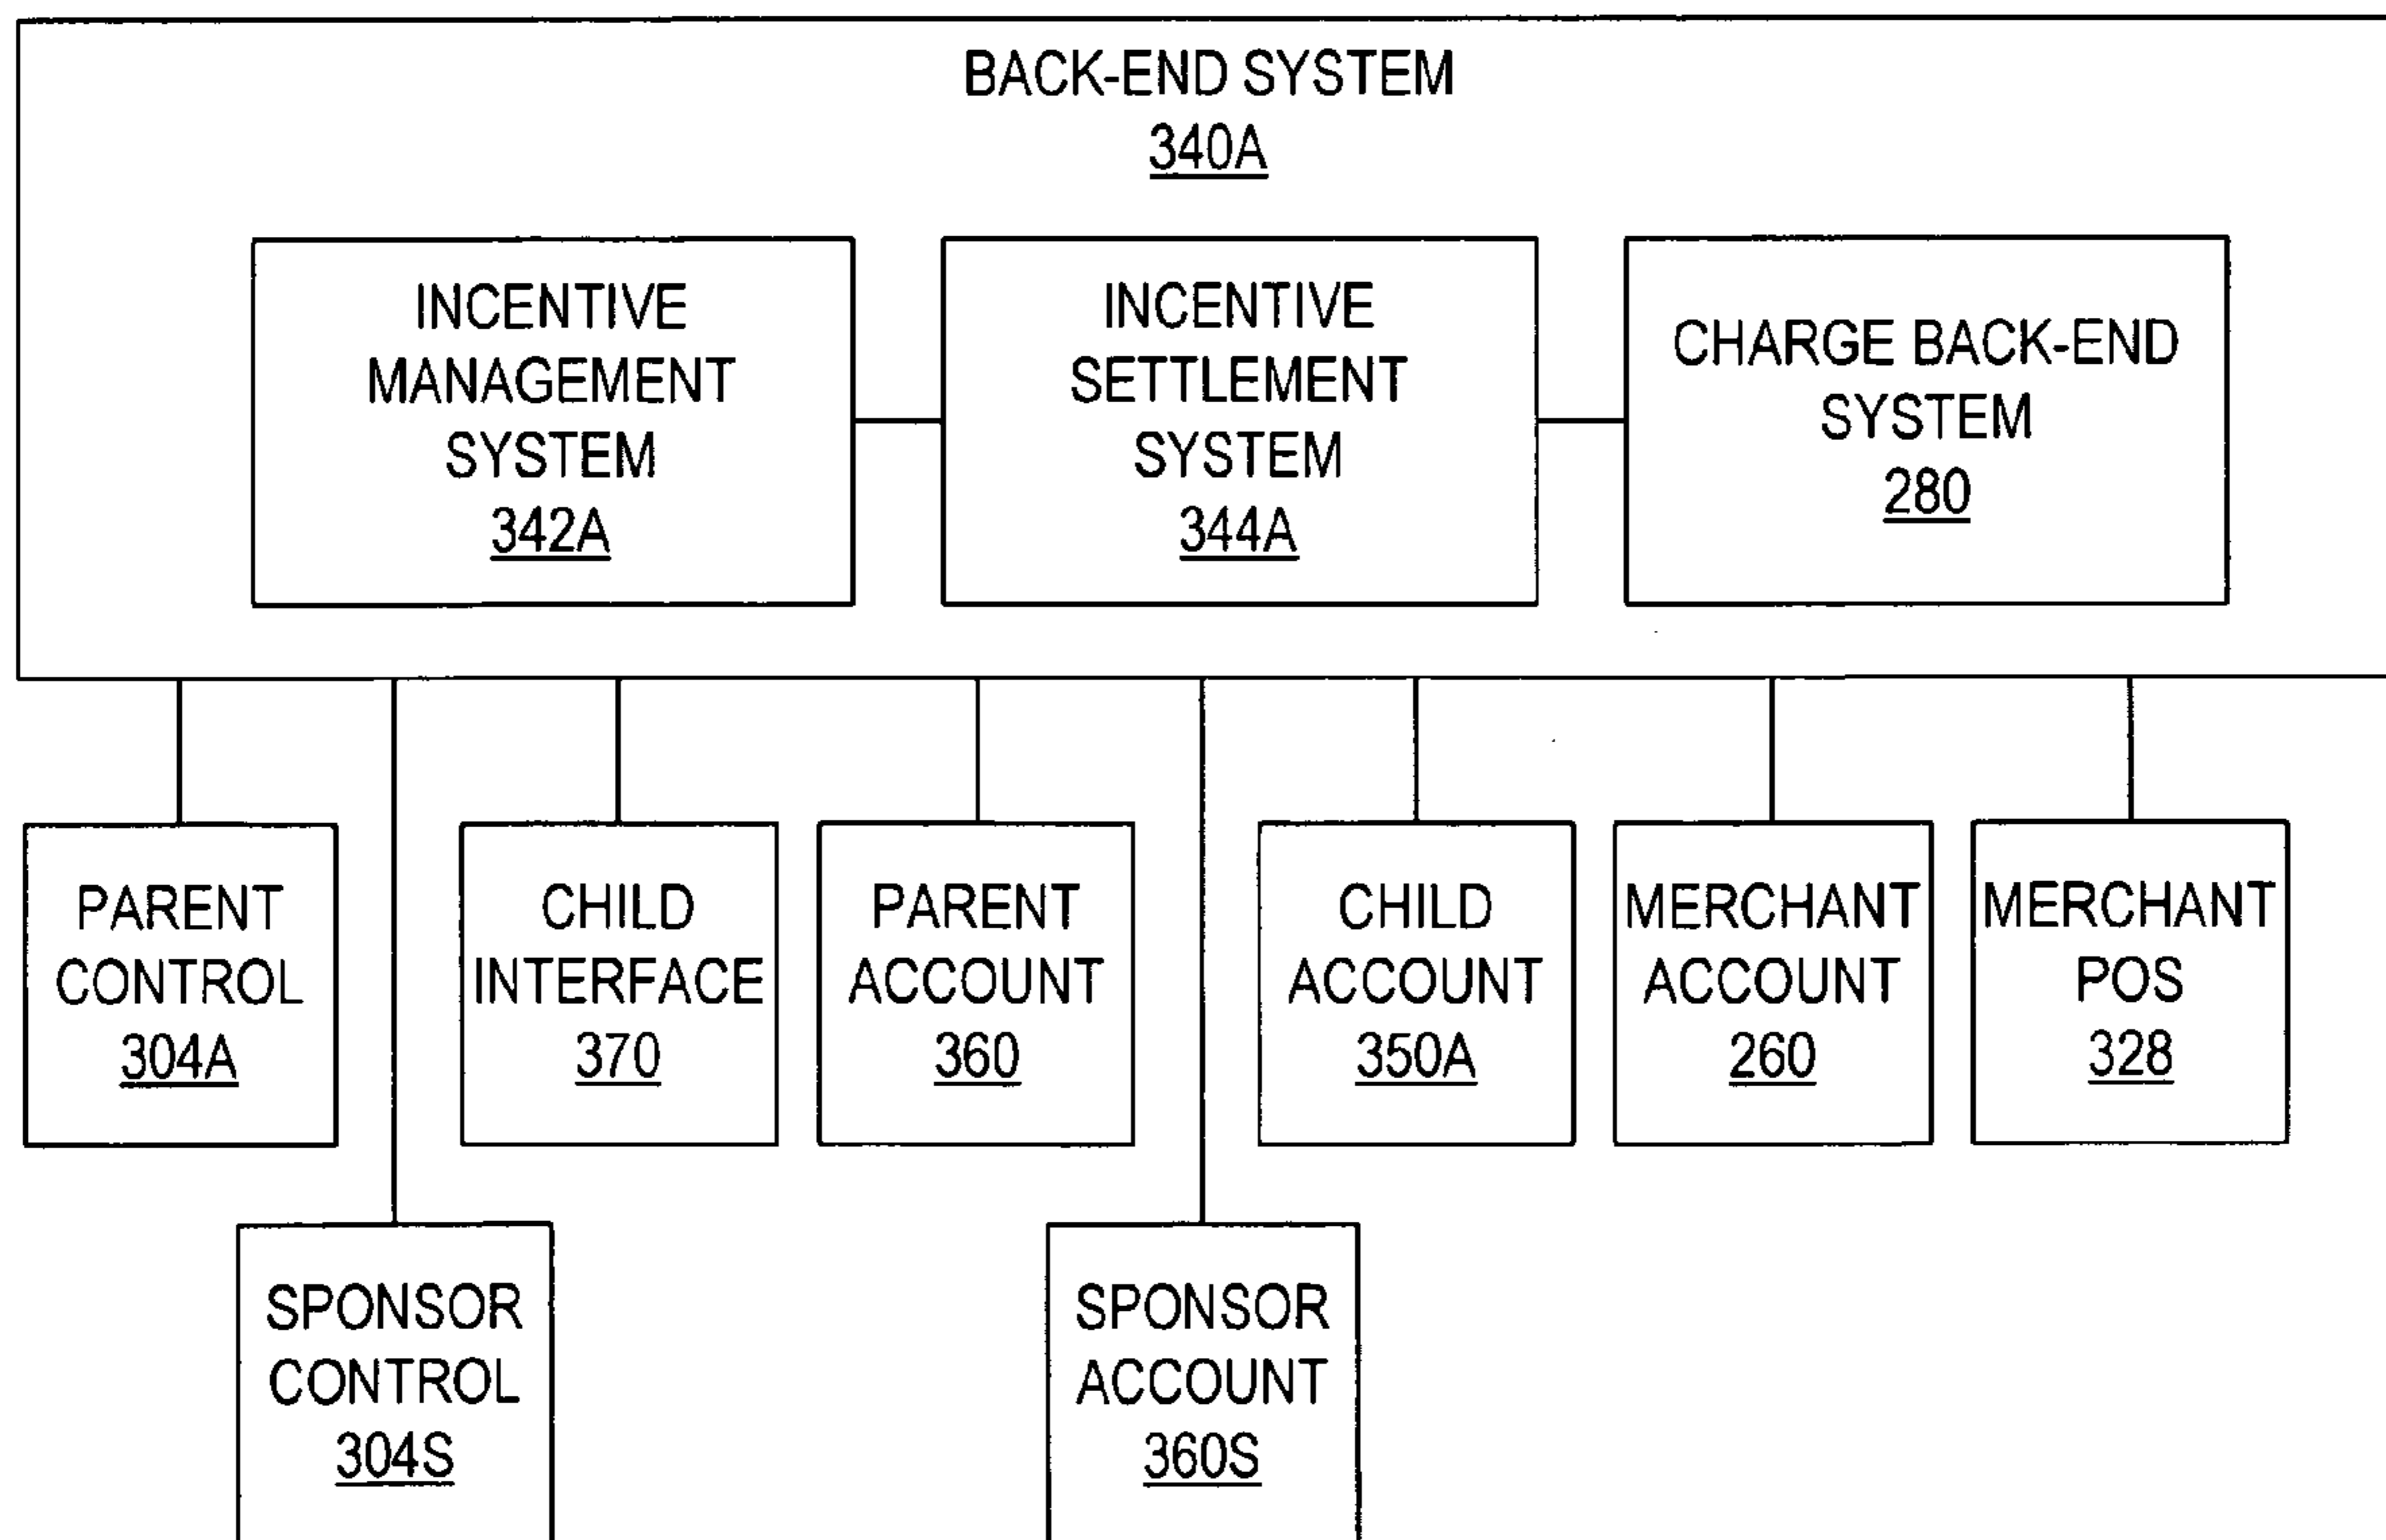 BACK-END SYSTEM
340A
INCENTIVE
MANAGEMENT
SYSTEM
342A
INCENTIVE
SETTLEMENT
SYSTEM
344A
CHARGE BACK-END
SYSTEM
280
PARENT
CONTROL
304A
CHILD
INTERFACE
370
PARENT
ACCOUNT
360
CHILD
ACCOUNT
350A
MERCHANT
ACCOUNT
260
MERCHANT
POS
328
SPONSOR
CONTROL
304S
SPONSOR
ACCOUNT
360S